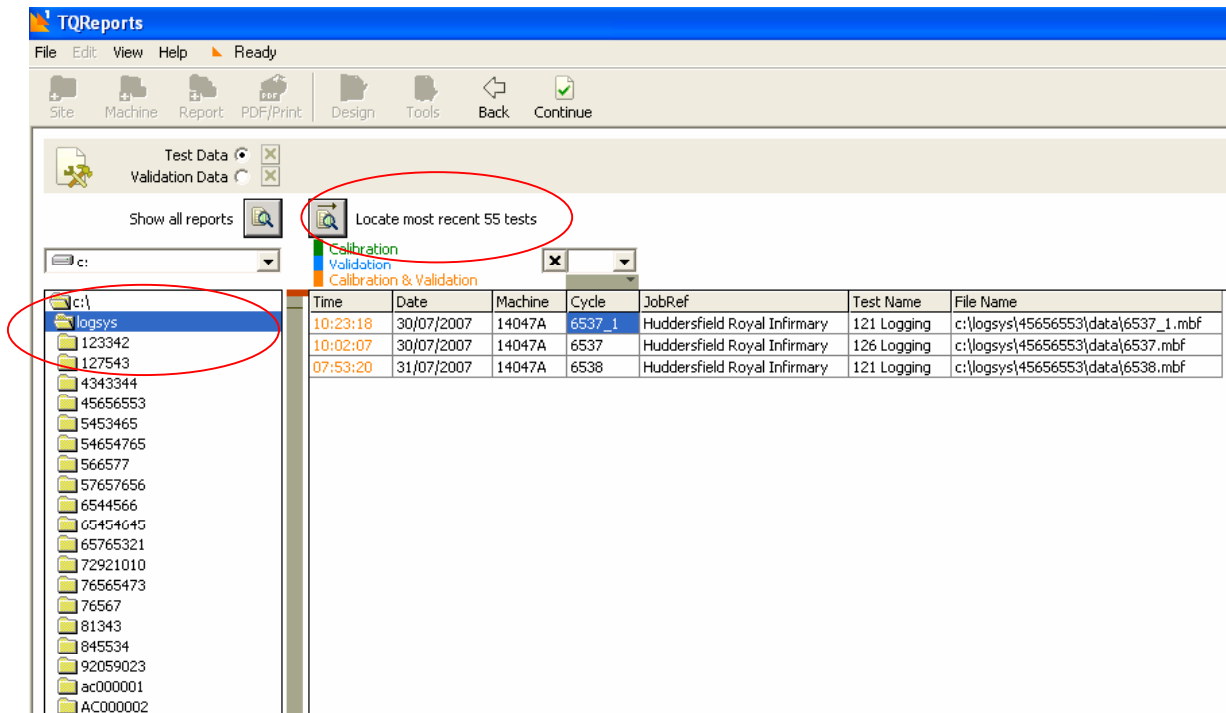 TQReports
File Edit View Help Ready
Site Machine Report PDF/Print Design Tools Back Continue
Test Data
Validation Data
Show all reports
Locate most recent 55 tests
Calibration
Validation
Calibration & Validation
c:
c:\
logsys
123342
127543
4343344
45656553
5453465
54654765
566577
57657656
6544566
65454645
65765321
72921010
76565473
76567
81343
845534
92059023
ac000001
AC000002
Time Date Machine Cycle JobRef Test Name File Name
10:23:18 30/07/2007 14047A 6537_1 Huddersfield Royal Infirmary 121 Logging c:\logsys\45656553\data\6537_1.mbf
10:02:07 30/07/2007 14047A 6537 Huddersfield Royal Infirmary 126 Logging c:\logsys\45656553\data\6537.mbf
07:53:20 31/07/2007 14047A 6538 Huddersfield Royal Infirmary 121 Logging c:\logsys\45656553\data\6538.mbf